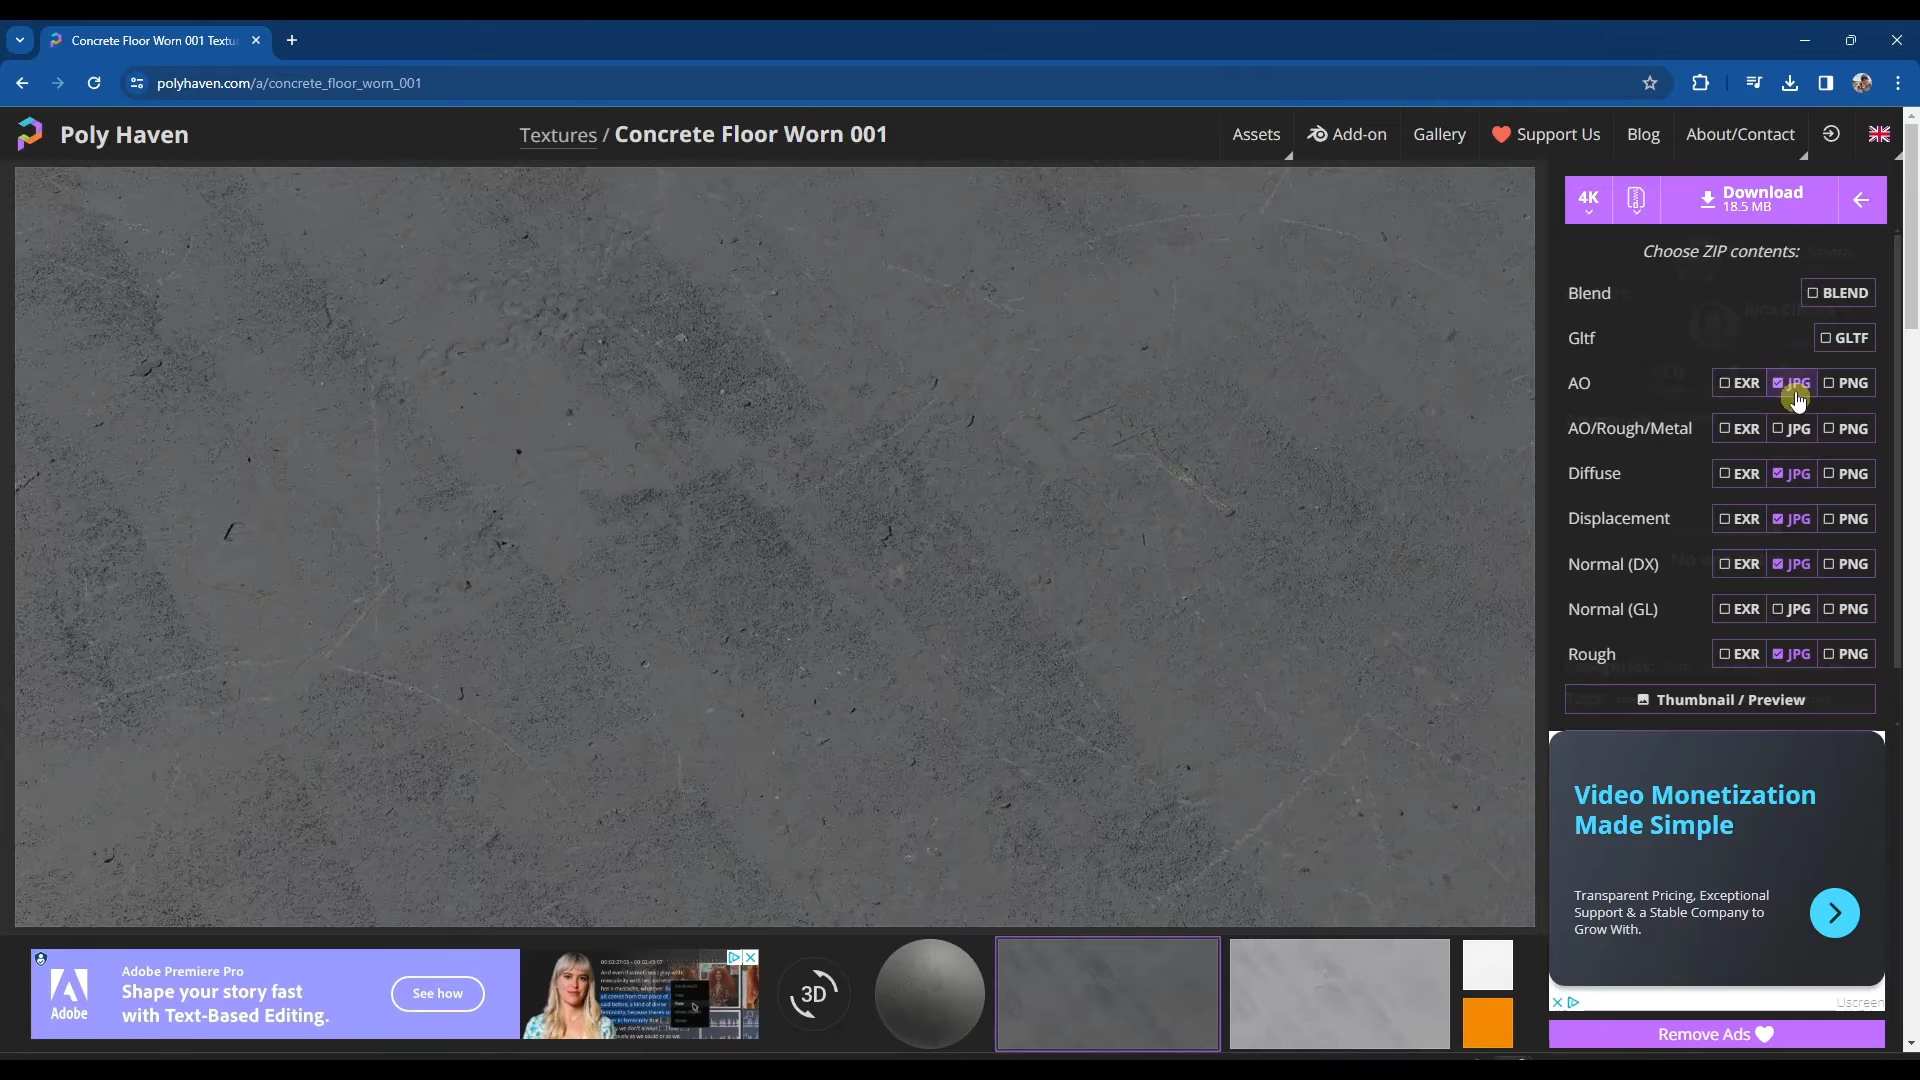 Concrete Floor Worn 001 Textu
polyhaven.com/a/concrete_floor_worn_001
Poly Haven
Textures / Concrete Floor Worn 001
Assets
Add-on
Gallery
Support Us
Blog
About/Contact
4K
Download
18.5 MB
Choose ZIP contents:
Blend
BLEND
Gltf
GLTF
AO
EXR JPG PNG
AO/Rough/Metal
EXR JPG PNG
Diffuse
EXR JPG PNG
Displacement
EXR JPG PNG
Normal (DX)
EXR JPG PNG
Normal (GL)
EXR JPG PNG
Rough
EXR JPG PNG
Thumbnail / Preview
Video Monetization
Made Simple
Transparent Pricing, Exceptional
Support & a Stable Company to
Grow With.
Uscreen
Remove Ads
Adobe
Adobe Premiere Pro
Shape your story fast
with Text-Based Editing.
See how
3D